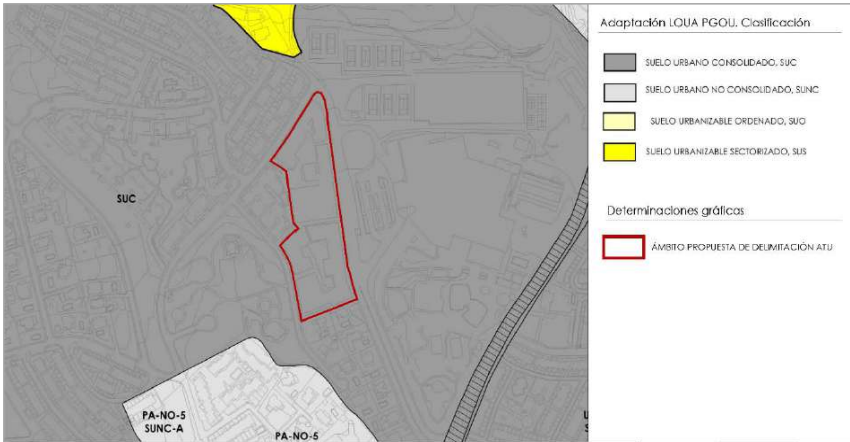 Adaptación LOUA PGOU. Clasificación
SUELO URBANO CONSOLIDADO, SUC
SUELO URBANO NO CONSOLIDADO, SUNC
SUELO URBANIZABLE ORDENADO, SUO
SUELO URBANIZABLE SECTORIZADO, SUS
Determinaciones gráficas
ÁMBITO PROPUESTA DE DELIMITACIÓN ATU
SUC
PA-NO-5
SUNC-A
PA-NO-5